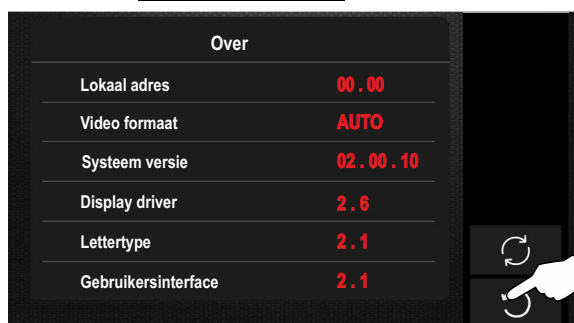 Over
Lokaal adres 00.00
Video formaat AUTO
Systeem versie 02.00.10
Display driver 2.6
Lettertype 2.1
Gebruikersinterface 2.1